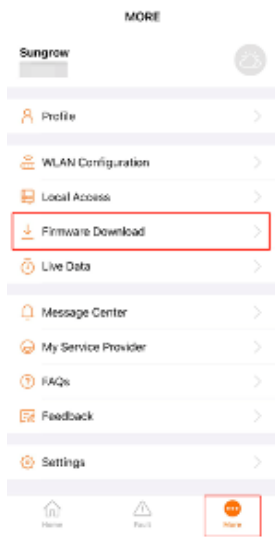 MORE
Sungrow
Profile
WLAN Configuration
Local Access
Firmware Download
Live Data
Message Center
My Service Provider
FAQs
Feedback
Settings
Home
Fault
More